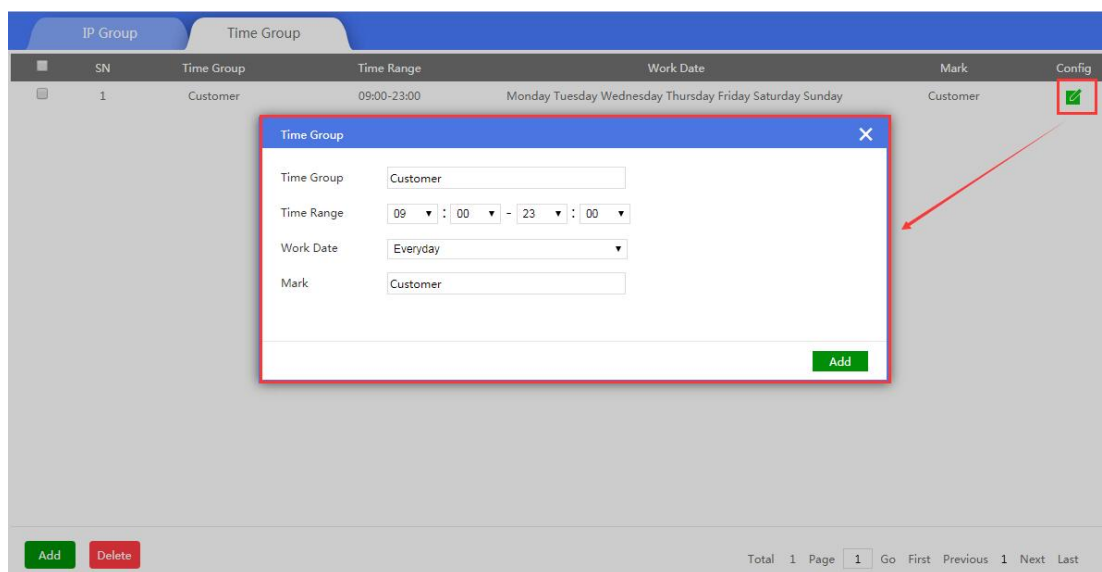 IP Group Time Group
SN Time Group Time Range Work Date Mark Config
1 Customer 09:00-23:00 Monday Tuesday Wednesday Thursday Friday Saturday Sunday Customer
Time Group
Time Group Customer
Time Range 09 : 00 - 23 : 00
Work Date Everyday
Mark Customer
Add
Add Delete Total 1 Page 1 Go First Previous 1 Next Last